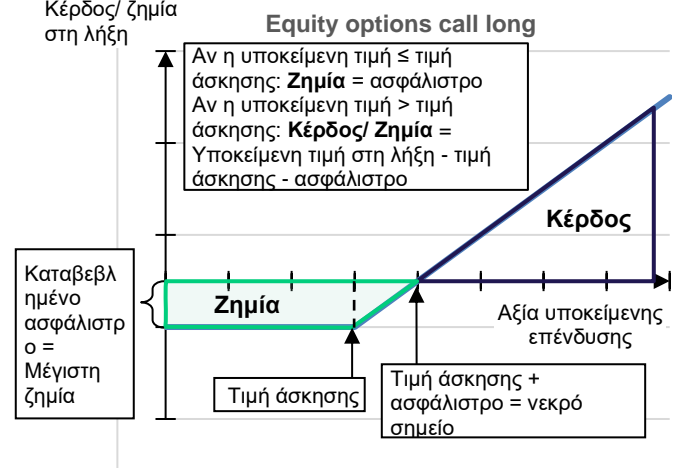 Κέρδος/ ζημία
στη λήξη
Equity options call long
Αν η υποκείμενη τιμή ≤ τιμή
άσκησης: Ζημία = ασφάλιστρο
Αν η υποκείμενη τιμή > τιμή
άσκησης: Κέρδος/ Ζημία =
Υποκείμενη τιμή στη λήξη - τιμή
άσκησης - ασφάλιστρο
Κέρδος
Καταβεβλ
ημένο
ασφάλιστρ
ο =
Μέγιστη
ζημία
Ζημία
Αξία υποκείμενης
επένδυσης
Τιμή άσκησης
Τιμή άσκησης +
ασφάλιστρο = νεκρό
σημείο